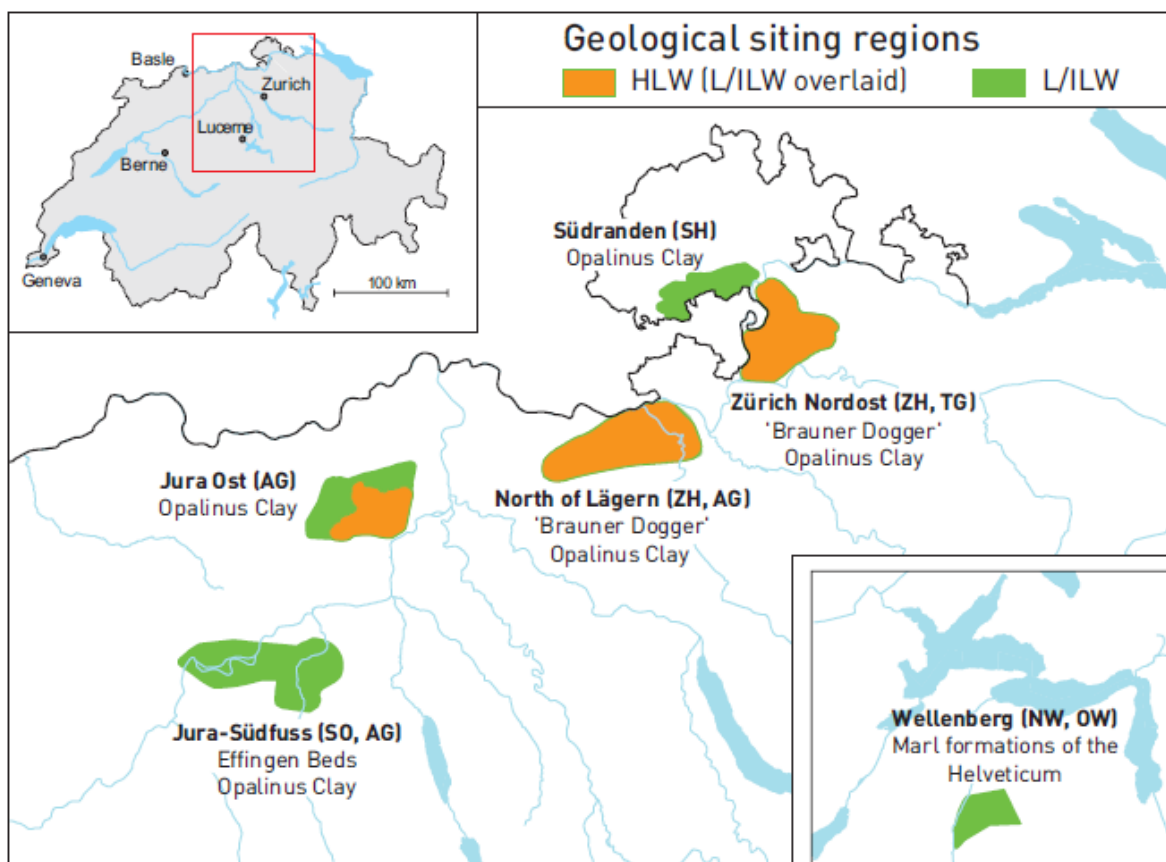 Geological siting regions
HLW (L/ILW overlaid)
L/ILW
Basle
Zurich
Lucerne
Berne
Geneva
100 km
Südranden (SH)
Opalinus Clay
Zürich Nordost (ZH, TG)
'Brauner Dogger'
Opalinus Clay
Jura Ost (AG)
Opalinus Clay
North of Lägern (ZH, AG)
'Brauner Dogger'
Opalinus Clay
Jura-Südfuss (SO, AG)
Effingen Beds
Opalinus Clay
Wellenberg (NW, OW)
Marl formations of the
Helveticum